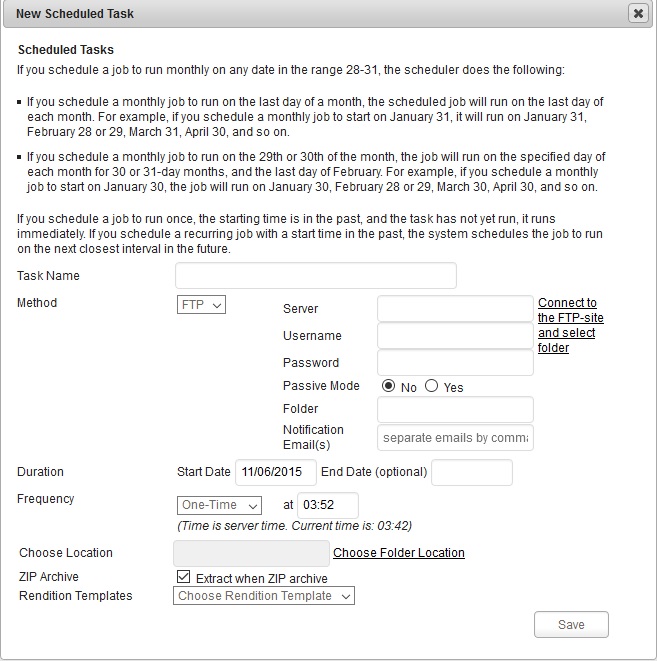 New Scheduled Task
Scheduled Tasks
If you schedule a job to run monthly on any date in the range 28-31, the scheduler does the following:
▪ If you schedule a monthly job to run on the last day of a month, the scheduled job will run on the last day of
each month. For example, if you schedule a monthly job to start on January 31, it will run on January 31,
February 28 or 29, March 31, April 30, and so on.
▪ If you schedule a monthly job to run on the 29th or 30th of the month, the job will run on the specified day of
each month for 30 or 31-day months, and the last day of February. For example, if you schedule a monthly
job to start on January 30, the job will run on January 30, February 28 or 29, March 30, April 30, and so on.
If you schedule a job to run once, the starting time is in the past, and the task has not yet run, it runs
immediately. If you schedule a recurring job with a start time in the past, the system schedules the job to run
on the next closest interval in the future.
Task Name
Method FTP
Server
Connect to
the FTP-site
and select
folder
Username
Password
Passive Mode No Yes
Folder
Notification
Email(s)
separate emails by comma
Duration Start Date 11/06/2015 End Date (optional)
Frequency One-Time at 03:52
(Time is server time. Current time is: 03:42)
Choose Location Choose Folder Location
ZIP Archive Extract when ZIP archive
Rendition Templates Choose Rendition Template
Save